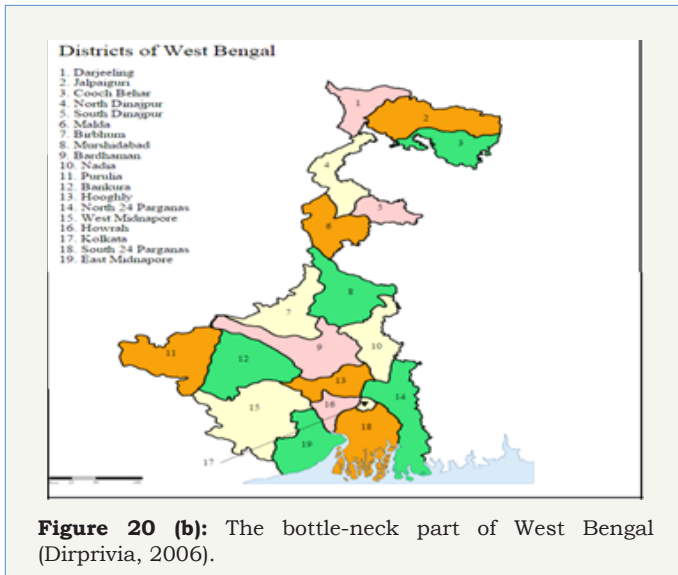 Districts of West Bengal
1. Darjeeling
2. Jalpaiguri
3. Cooch Behar
4. North Dinajpur
5. South Dinajpur
6. Malda
7. Birbhum
8. Murshidabad
9. Bardhaman
10. Nadia
11. Purulia
12. Bankura
13. Hooghly
14. North 24 Parganas
15. West Midnapore
16. Howrah
17. Kolkata
18. South 24 Parganas
19. East Midnapore
1
2
3
4
5
6
8
7
9
10
11
12
13
14
15
16
18
19
17
Figure 20 (b): The bottle-neck part of West Bengal
(Dirprivia, 2006).